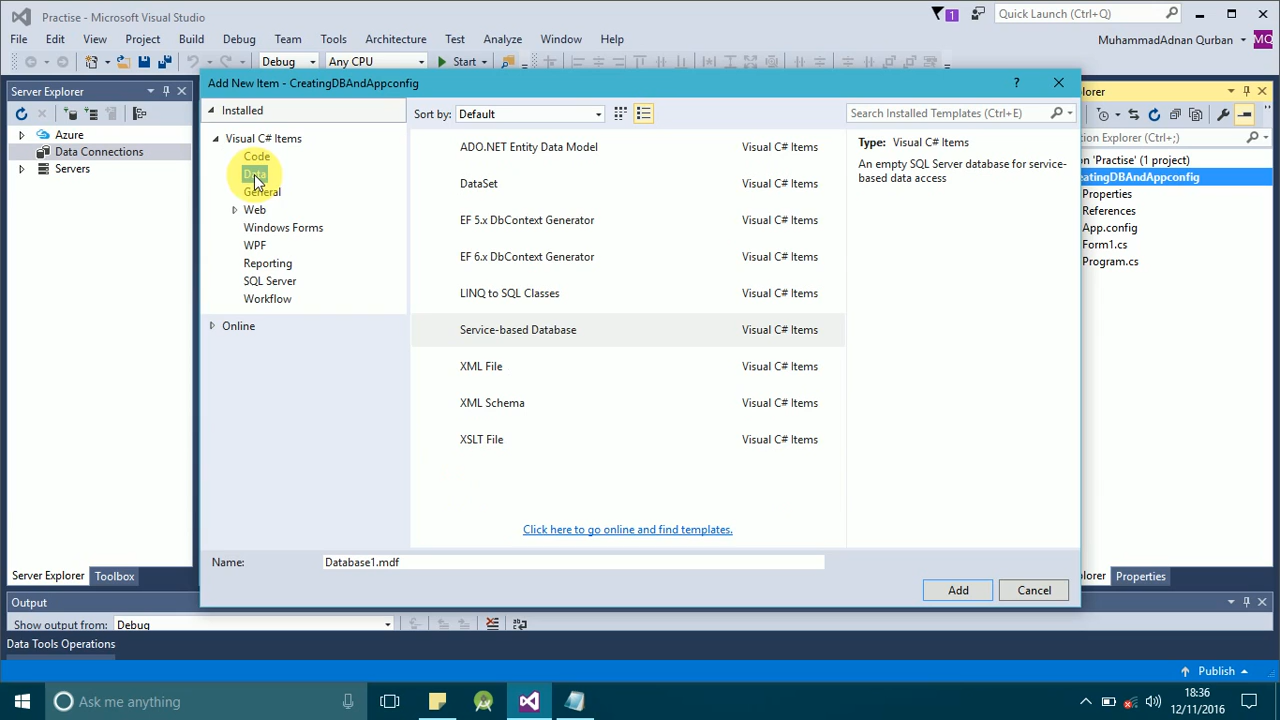 Practise - Microsoft Visual Studio
1
Quick Launch (Ctrl+Q)
File Edit View Project Build Debug Team Tools Architecture Test Analyze Window Help
MuhammadAdnan Qurban MQ
Debug Any CPU Start
Server Explorer
Azure
Data Connections
Servers
Add New Item - CreatingDBAndAppconfig
Installed
Visual C# Items
Code
Data
General
Web
Windows Forms
WPF
Reporting
SQL Server
Workflow
Online
Sort by: Default
ADO.NET Entity Data Model Visual C# Items
DataSet Visual C# Items
EF 5.x DbContext Generator Visual C# Items
EF 6.x DbContext Generator Visual C# Items
LINQ to SQL Classes Visual C# Items
Service-based Database Visual C# Items
XML File Visual C# Items
XML Schema Visual C# Items
XSLT File Visual C# Items
Click here to go online and find templates.
Search Installed Templates (Ctrl+E)
Type: Visual C# Items
An empty SQL Server database for service-
based data access
Name: Database1.mdf
Add Cancel
lorer
tion Explorer (Ctrl+;)
on 'Practise' (1 project)
eatingDBAndAppconfig
Properties
References
App.config
Form1.cs
Program.cs
Server Explorer Toolbox
lorer Properties
Output
Show output from: Debug
Data Tools Operations
Publish
Ask me anything
18:36
12/11/2016